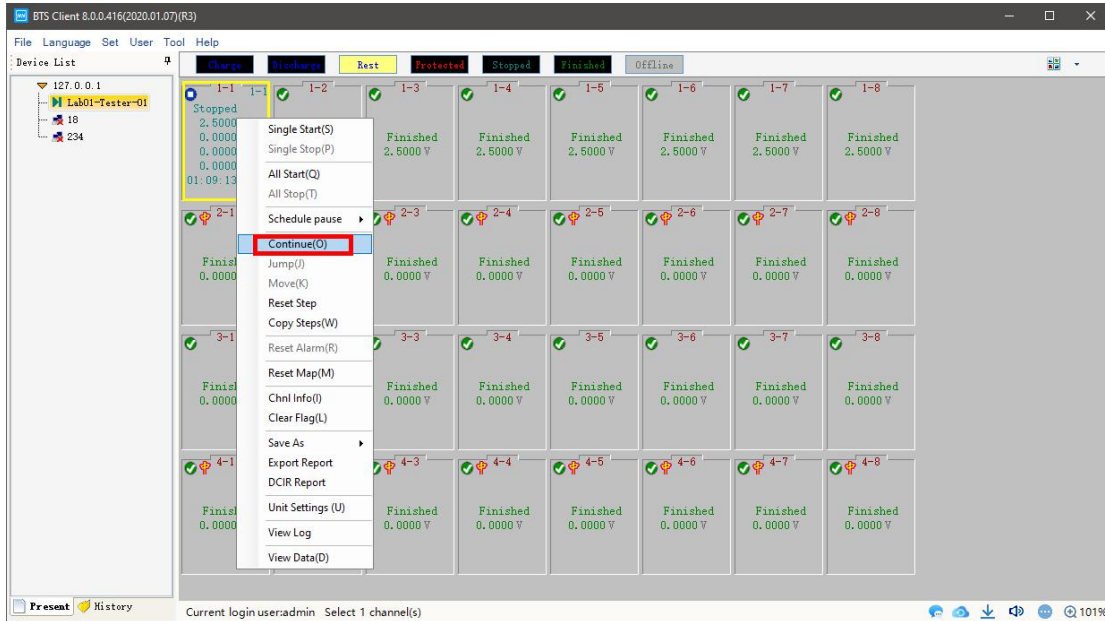 BTS Client 8.0.0.416(2020.01.07)(R3)
File Language Set User Tool Help
Device List
Charge Discharge Rest Protected Stopped Finished Offline
127.0.0.1
Lab01-Tester-01
18
234
1-1 1-1 1-2 1-3 1-4 1-5 1-6 1-7 1-8
Stopped
2.5000
0.0000
0.0000
0.0000
01:09:13
Finished Finished Finished Finished Finished Finished
2.5000 V 2.5000 V 2.5000 V 2.5000 V 2.5000 V 2.5000 V
Single Start(S)
Single Stop(P)
All Start(Q)
All Stop(T)
Schedule pause
Continue(O)
Jump(J)
Move(K)
Reset Step
Copy Steps(W)
Reset Alarm(R)
Reset Map(M)
Chnl Info(I)
Clear Flag(L)
Save As
Export Report
DCIR Report
Unit Settings (U)
View Log
View Data(D)
2-1 2-3 2-4 2-5 2-6 2-7 2-8
Finished Finished Finished Finished Finished Finished
0.0000 0.0000 V 0.0000 V 0.0000 V 0.0000 V 0.0000 V 0.0000 V
3-1 3-3 3-4 3-5 3-6 3-7 3-8
Finished Finished Finished Finished Finished Finished
0.0000 0.0000 V 0.0000 V 0.0000 V 0.0000 V 0.0000 V 0.0000 V
4-1 4-3 4-4 4-5 4-6 4-7 4-8
Finished Finished Finished Finished Finished Finished
0.0000 0.0000 V 0.0000 V 0.0000 V 0.0000 V 0.0000 V 0.0000 V
Present History
Current login user:admin Select 1 channel(s)
101%